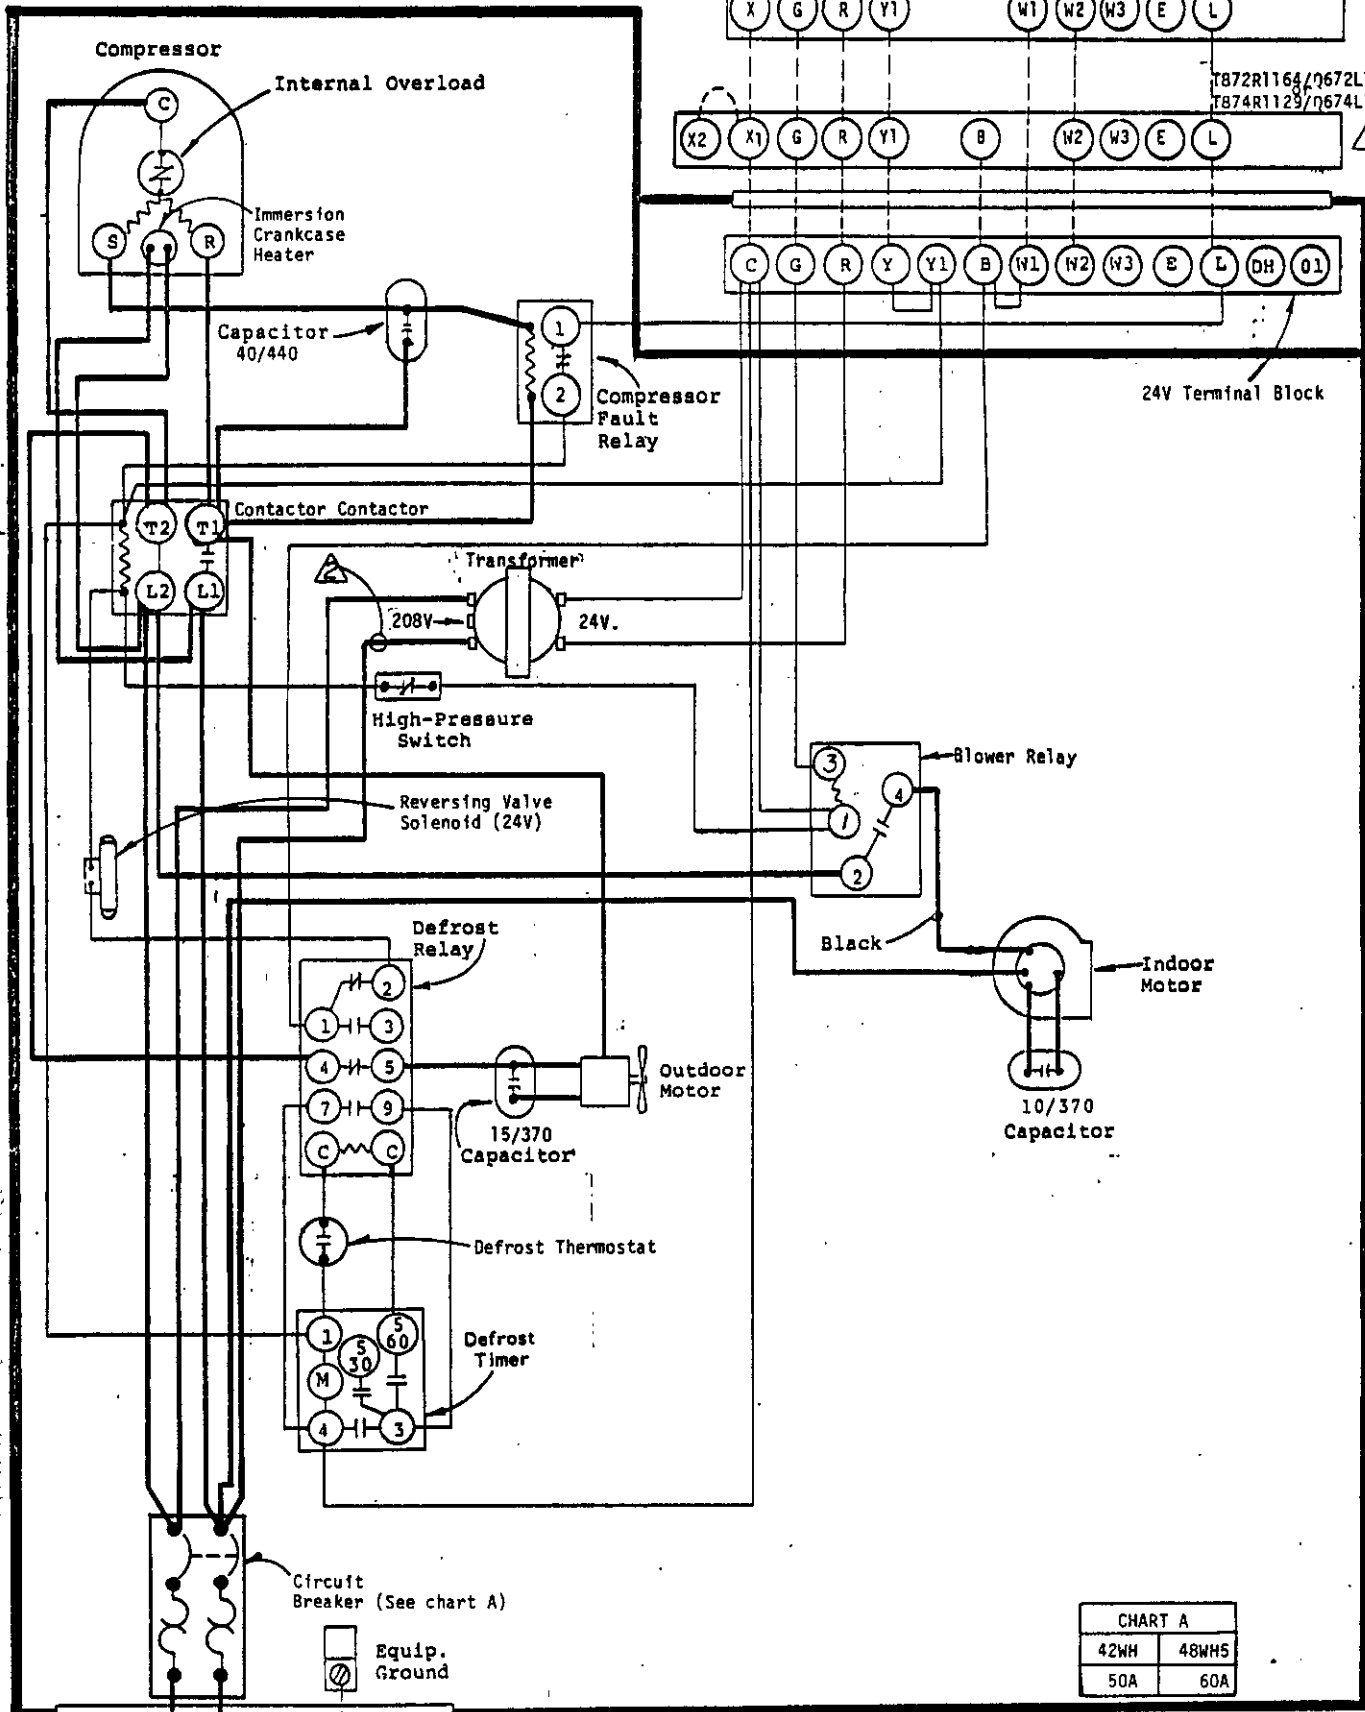 X G R Y1 W1 W2 W3 E L
Compressor
Internal Overload
T872R1164/Q672L
or
T874R1129/Q674L
C
X2 X1 G R Y1 B W2 W3 E L
Immersion
Crankcase
Heater
S R
C G R Y Y1 B W1 W2 W3 E L DH O1
Capacitor
40/440
1
2
Compressor
Fault
Relay
24V Terminal Block
Contactor Contactor
T2 T1
L2 L1
2
Transformer
208V
24V.
High-Pressure
Switch
Blower Relay
3
4
1
2
Reversing Valve
Solenoid (24V)
Defrost
Relay
Black
Indoor
Motor
2
1 3
4 5
7 9
C C
Outdoor
Motor
15/370
Capacitor
10/370
Capacitor
Defrost Thermostat
1
S
60
S
30
M
4 3
Defrost
Timer
Circuit
Breaker (See chart A)
Equip.
Ground
CHART A
42WH 48WH5
50A 60A